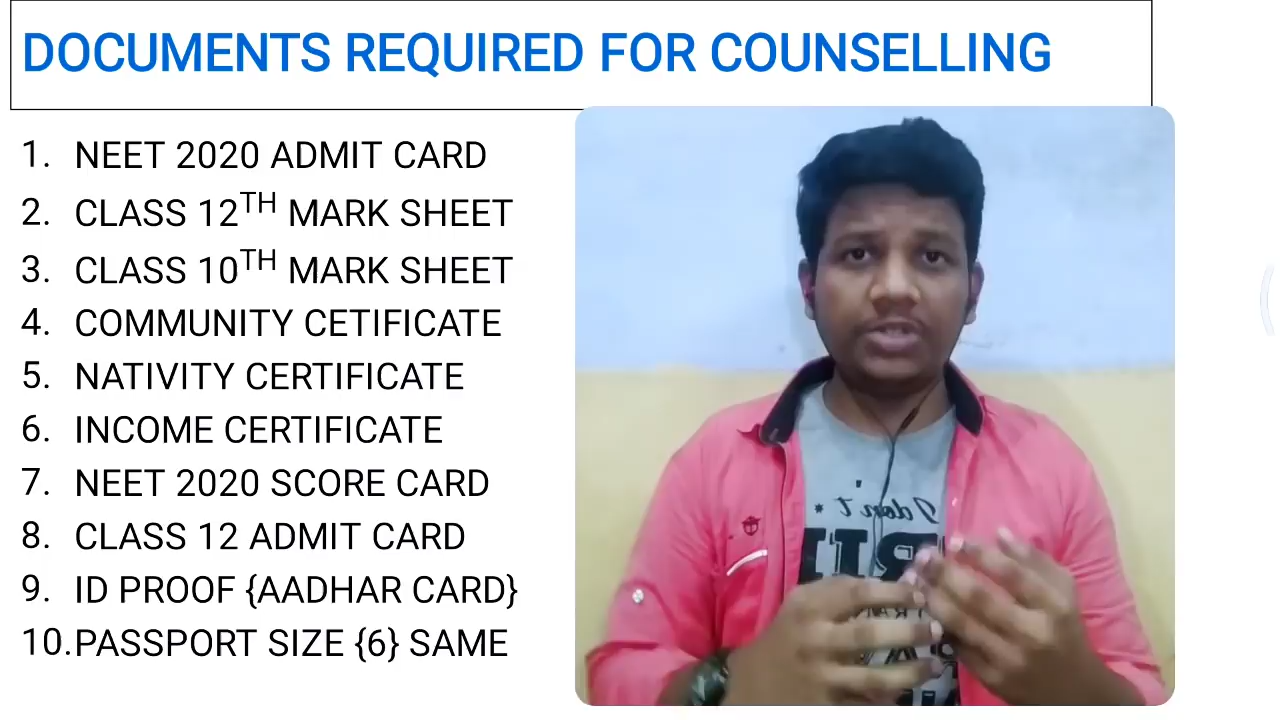 DOCUMENTS REQUIRED FOR COUNSELLING
1. NEET 2020 ADMIT CARD
2. CLASS 12TH MARK SHEET
3. CLASS 10TH MARK SHEET
4. COMMUNITY CETIFICATE
5. NATIVITY CERTIFICATE
6. INCOME CERTIFICATE
7. NEET 2020 SCORE CARD
8. CLASS 12 ADMIT CARD
9. ID PROOF {AADHAR CARD}
10. PASSPORT SIZE {6} SAME
I don't